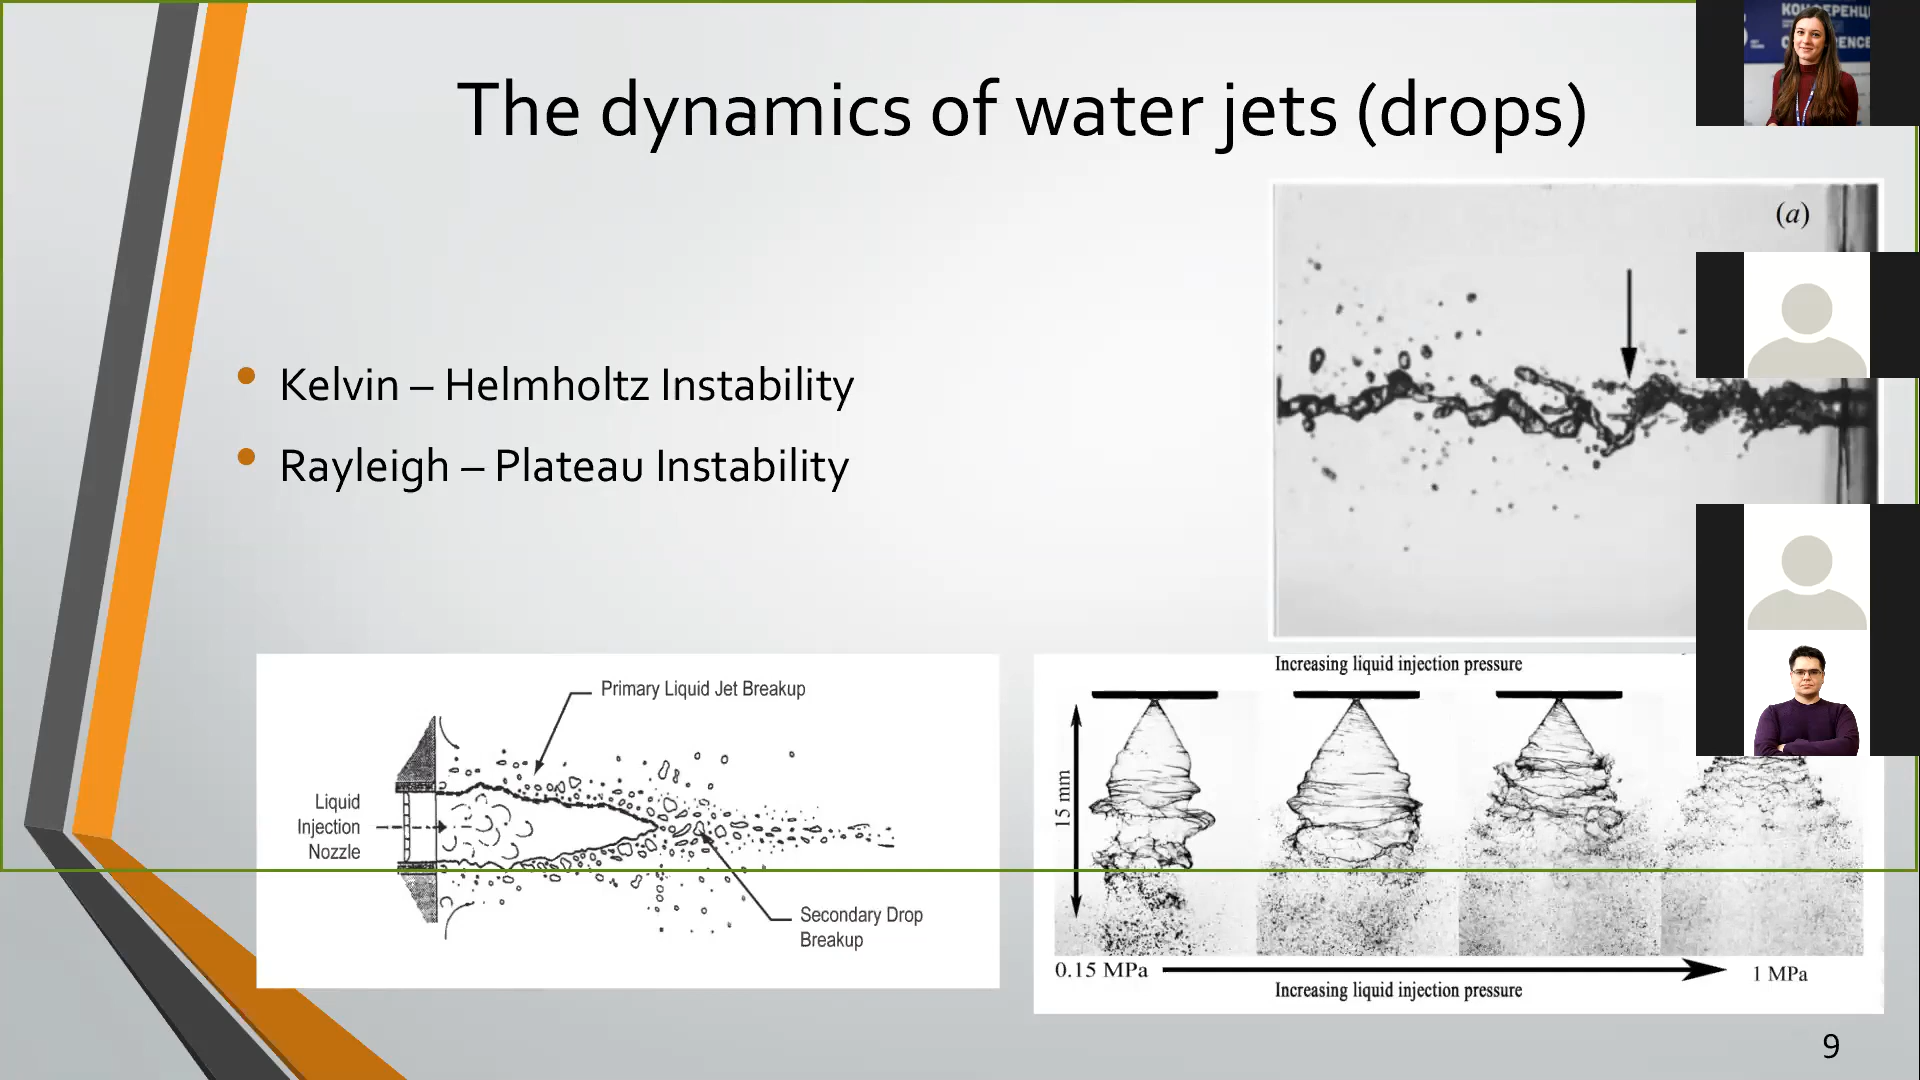 The dynamics of water jets (drops)
КОНФЕРЕНЦ
(a)
• Kelvin – Helmholtz Instability
• Rayleigh – Plateau Instability
Primary Liquid Jet Breakup
Liquid
Injection
Nozzle
Secondary Drop
Breakup
Increasing liquid injection pressure
15 mm
0.15 MPa
1 MPa
Increasing liquid injection pressure
9